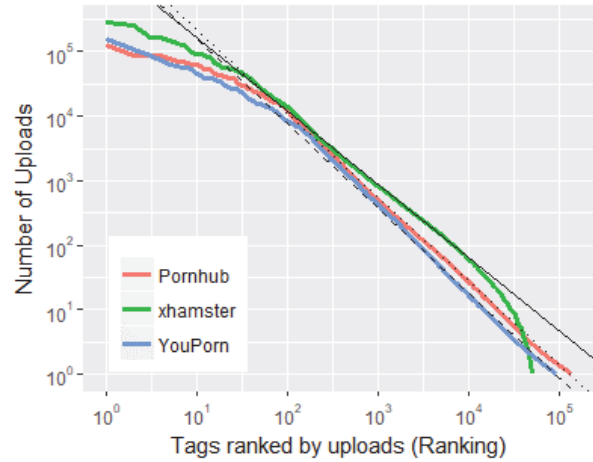 Number of Uploads
10^5
10^4
10^3
10^2
10^1
10^0
Pornhub
xhamster
YouPorn
10^0 10^1 10^2 10^3 10^4 10^5
Tags ranked by uploads (Ranking)